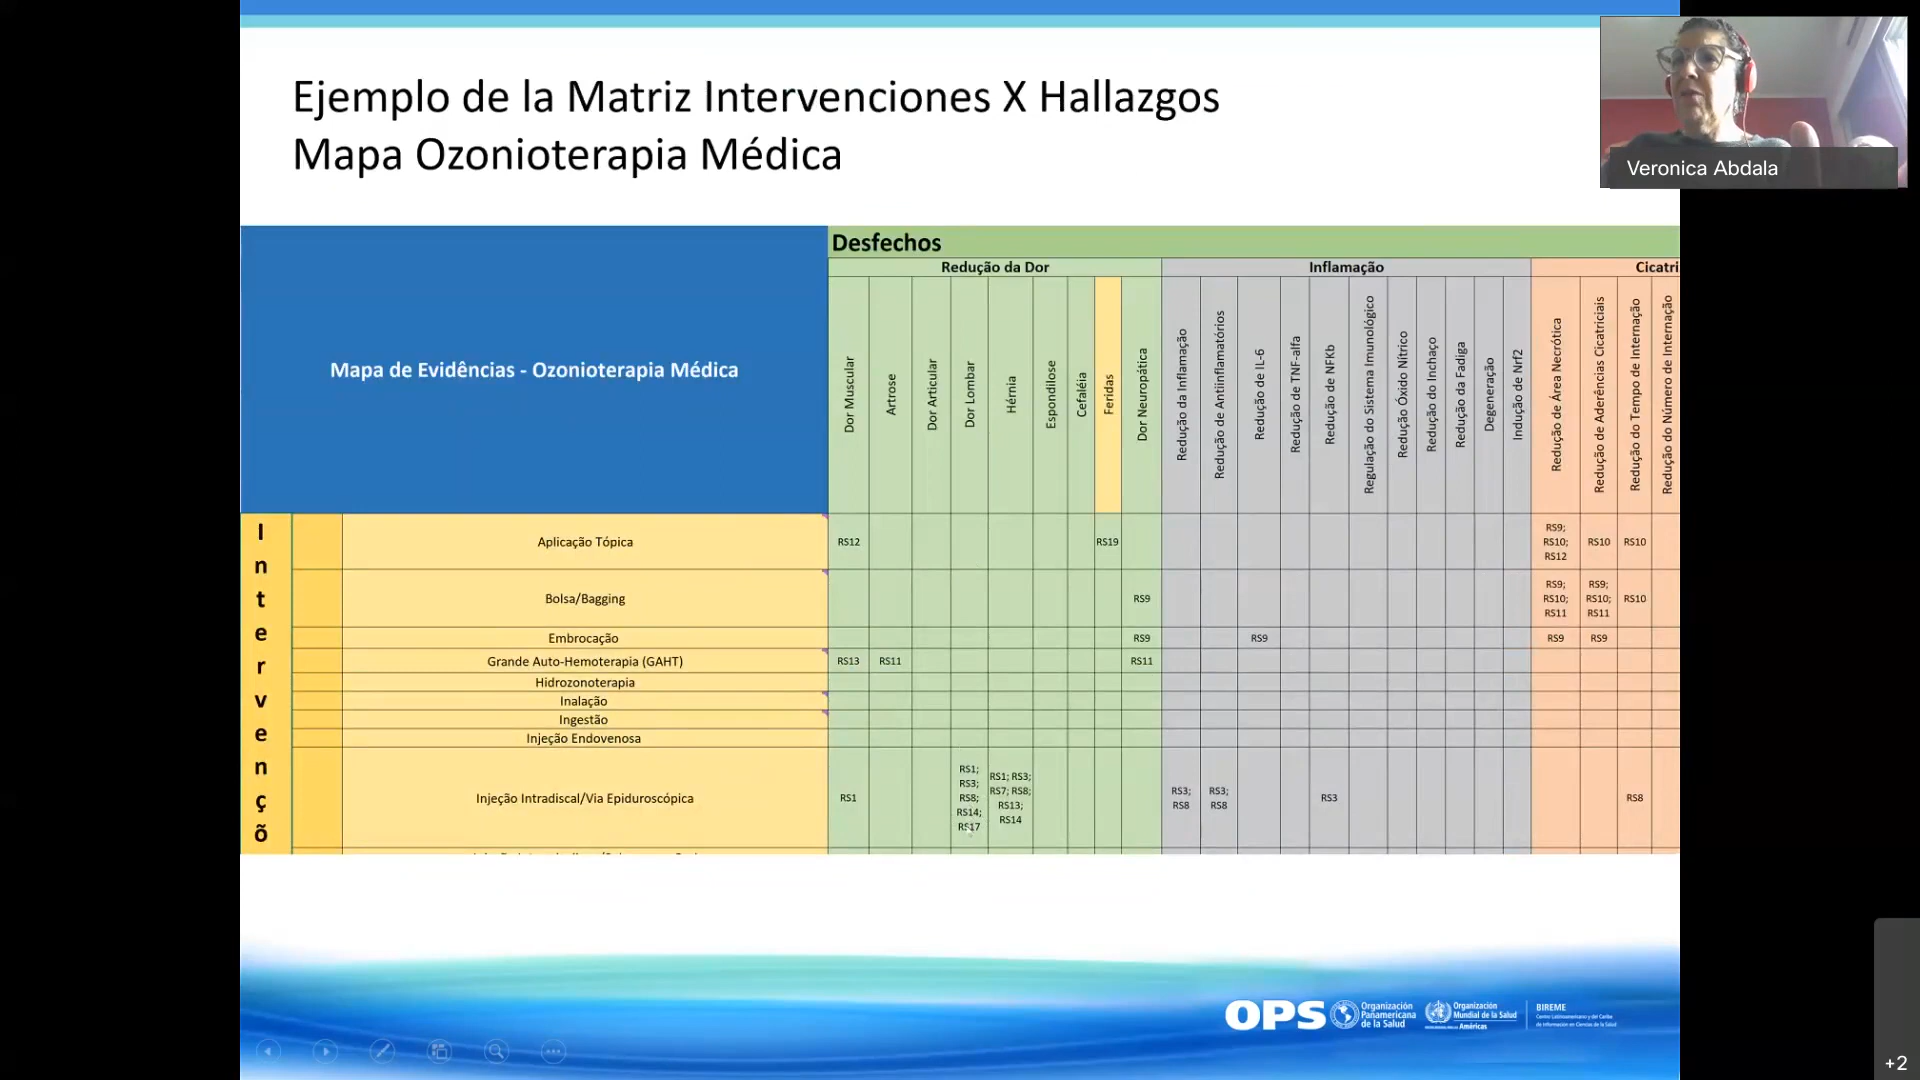 Ejemplo de la Matriz Intervenciones X Hallazgos
Mapa Ozonioterapia Médica
Veronica Abdala
Mapa de Evidências - Ozonioterapia Médica
Desfechos
Redução da Dor
Inflamação
Cicatri
Dor Muscular
Artrose
Dor Articular
Dor Lombar
Hérnia
Espondilose
Cefaléia
Feridas
Dor Neuropática
Redução da Inflamação
Redução de Antiinflamatórios
Redução de IL-6
Redução de TNF-alfa
Redução de NFKb
Regulação do Sistema Imunológico
Redução Óxido Nítrico
Redução do Inchaço
Redução da Fadiga
Degeneração
Indução de Nrf2
Redução de Área Necrótica
Redução de Aderências Cicatriciais
Redução do Tempo de Internação
Redução do Número de Internação
Intervençõ
Aplicação Tópica
RS12
RS19
RS9;
RS10;
RS12
RS10
RS10
Bolsa/Bagging
RS9
RS9;
RS10;
RS11
RS9;
RS10;
RS11
RS10
Embrocação
RS9
RS9
RS9
RS9
Grande Auto-Hemoterapia (GAHT)
RS13
RS11
RS11
Hidrozonoterapia
Inalação
Ingestão
Injeção Endovenosa
Injeção Intradiscal/Via Epiduroscópica
RS1
RS1;
RS3;
RS8;
RS14;
RS17
RS1; RS3;
RS7; RS8;
RS13;
RS14
RS3;
RS8
RS3;
RS8
RS3
RS8
OPS
Organización
Panamericana
de la Salud
Organización
Mundial de la Salud
Américas
BIREME
Centro Latinoamericano y del Caribe
de Información en Ciencias de la Salud
+2